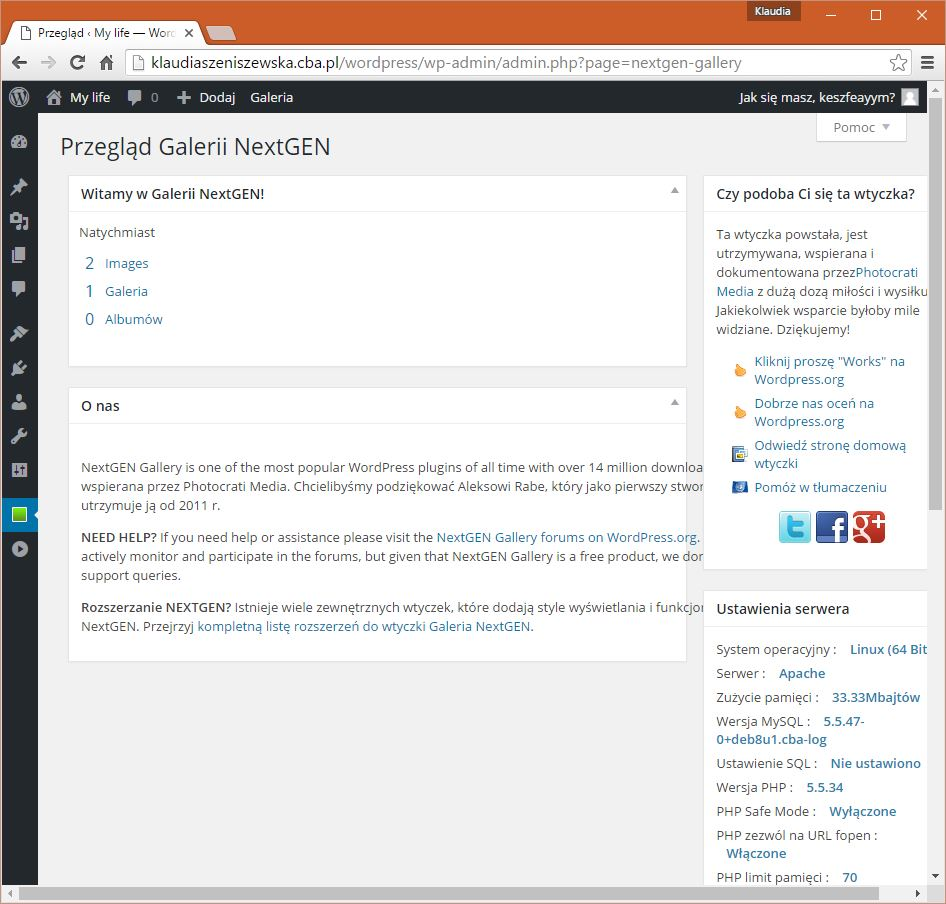 Klaudia
Przegląd ‹ My life — Wor
klaudiaszeniszewska.cba.pl/wordpress/wp-admin/admin.php?page=nextgen-gallery
My life 0 Dodaj Galeria Jak się masz, keszfeayym?
Pomoc
Przegląd Galerii NextGEN
Witamy w Galerii NextGEN!
Natychmiast
2 Images
1 Galeria
0 Albumów
O nas
NextGEN Gallery is one of the most popular WordPress plugins of all time with over 14 million downloa
wspierana przez Photocrati Media. Chcielibyśmy podziękować Aleksowi Rabe, który jako pierwszy stwor
utrzymuje ją od 2011 r.
NEED HELP? If you need help or assistance please visit the NextGEN Gallery forums on WordPress.org.
actively monitor and participate in the forums, but given that NextGEN Gallery is a free product, we don
support queries.
Rozszerzanie NEXTGEN? Istnieje wiele zewnętrznych wtyczek, które dodają style wyświetlania i funkcjon
NextGEN. Przejrzyj kompletną listę rozszerzeń do wtyczki Galeria NextGEN.
Czy podoba Ci się ta wtyczka?
Ta wtyczka powstała, jest
utrzymywana, wspierana i
dokumentowana przezPhotocrati
Media z dużą dozą miłości i wysiłku
Jakiekolwiek wsparcie byłoby mile
widziane. Dziękujemy!
Kliknij proszę "Works" na
Wordpress.org
Dobrze nas oceń na
Wordpress.org
Odwiedź stronę domową
wtyczki
Pomóż w tłumaczeniu
Ustawienia serwera
System operacyjny : Linux (64 Bit
Serwer : Apache
Zużycie pamięci : 33.33Mbajtów
Wersja MySQL : 5.5.47-
0+deb8u1.cba-log
Ustawienie SQL : Nie ustawiono
Wersja PHP : 5.5.34
PHP Safe Mode : Wyłączone
PHP zezwól na URL fopen :
Włączone
PHP limit pamięci : 70